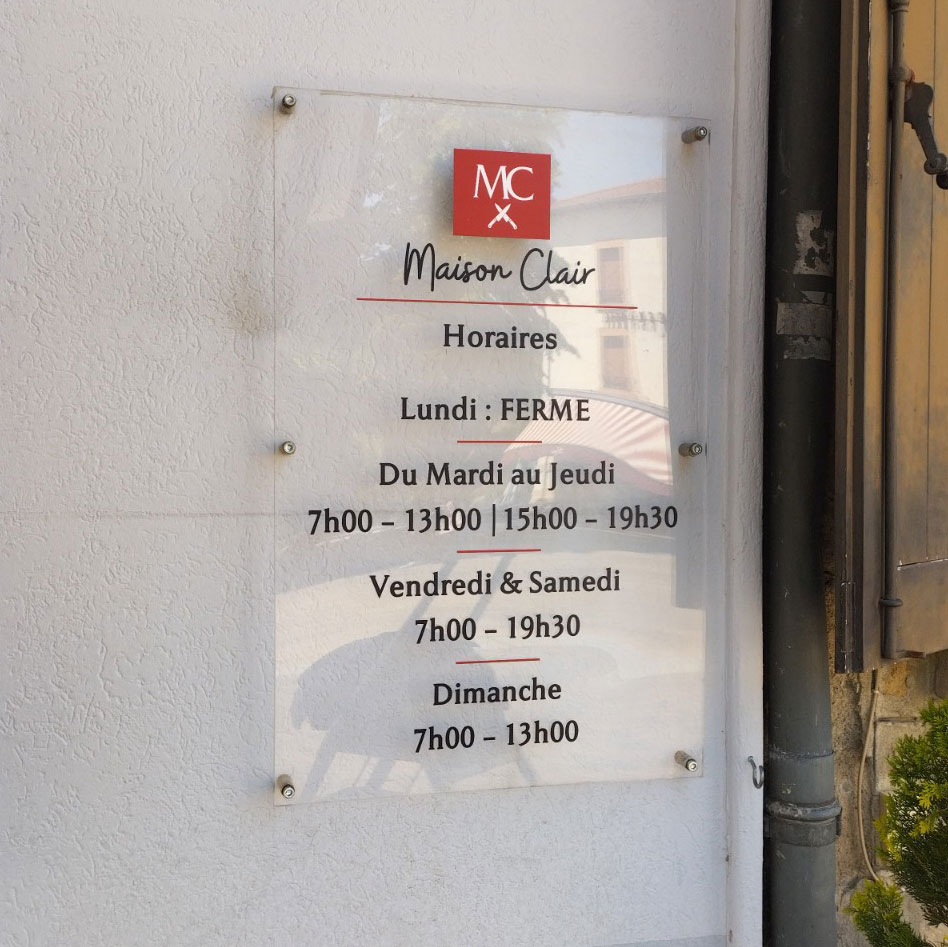 MC
Maison Clair
Horaires
Lundi : FERME
Du Mardi au Jeudi
7h00 – 13h00 | 15h00 – 19h30
Vendredi & Samedi
7h00 – 19h30
Dimanche
7h00 – 13h00